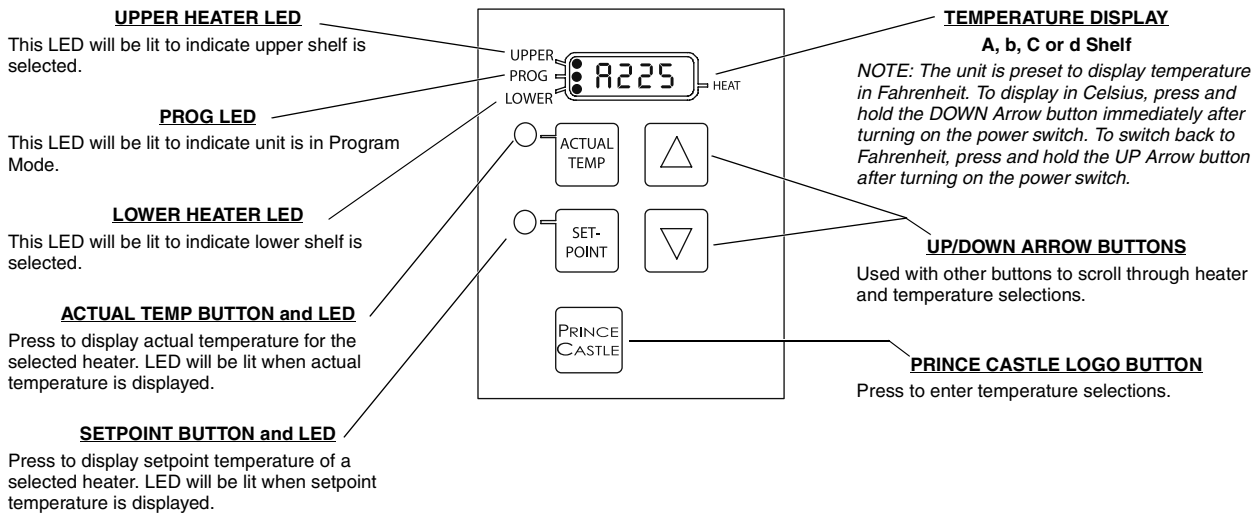 UPPER HEATER LED
This LED will be lit to indicate upper shelf is
selected.
PROG LED
This LED will be lit to indicate unit is in Program
Mode.
LOWER HEATER LED
This LED will be lit to indicate lower shelf is
selected.
ACTUAL TEMP BUTTON and LED
Press to display actual temperature for the
selected heater. LED will be lit when actual
temperature is displayed.
SETPOINT BUTTON and LED
Press to display setpoint temperature of a
selected heater. LED will be lit when setpoint
temperature is displayed.
UPPER
PROG
LOWER
A225
HEAT
ACTUAL
TEMP
SET-
POINT
PRINCE
CASTLE
TEMPERATURE DISPLAY
A, b, C or d Shelf
NOTE: The unit is preset to display temperature
in Fahrenheit. To display in Celsius, press and
hold the DOWN Arrow button immediately after
turning on the power switch. To switch back to
Fahrenheit, press and hold the UP Arrow button
after turning on the power switch.
UP/DOWN ARROW BUTTONS
Used with other buttons to scroll through heater
and temperature selections.
PRINCE CASTLE LOGO BUTTON
Press to enter temperature selections.